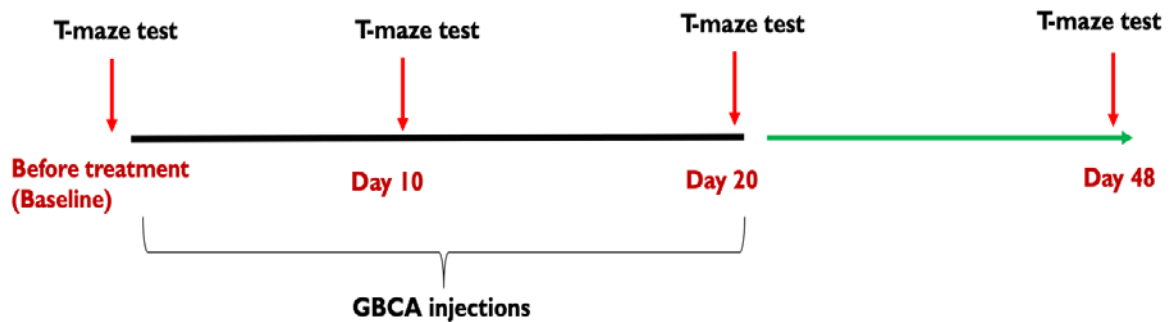 T-maze test
T-maze test
T-maze test
T-maze test
Before treatment
(Baseline)
Day 10
Day 20
Day 48
GBCA injections